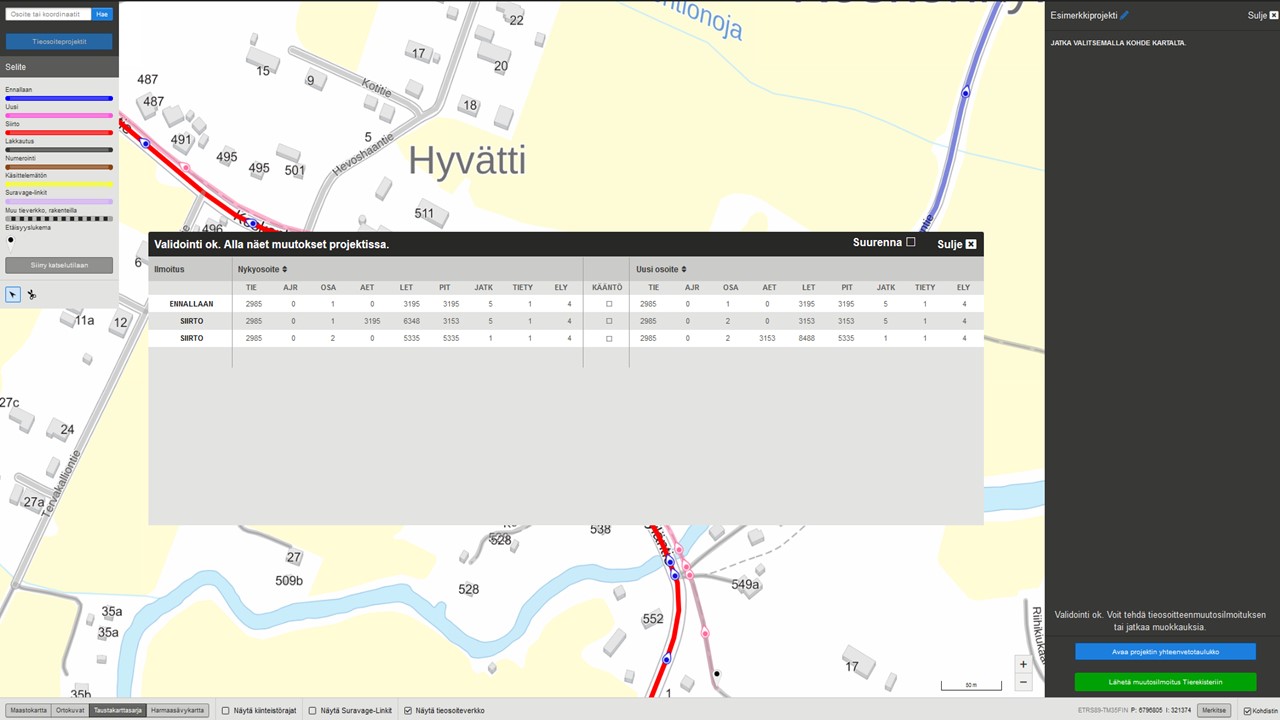 Osoite tai koordinaatit Hae
Tieosoiteprojektit
Selite
Ennallaan
Uusi
Siirto
Lakkautus
Numerointi
Käsittelemätön
Suravage-linkit
Muu tieverkko, rakenteilla
Etäisyyslukema
Siirry katselutilaan
Esimerkkiprojekti Sulje
JATKA VALITSEMALLA KOHDE KARTALTA.
22
17
20
15
9
Kotitie
18
487
487
491
5
Hevoshaantie
Hyvätti
495
495
501
511
496
6
Validointi ok. Alla näet muutokset projektissa. Suurenna Sulje
Ilmoitus Nykyosoite Uusi osoite
TIE AJR OSA AET LET PIT JATK TIETY ELY KÄÄNTÖ TIE AJR OSA AET LET PIT JATK TIETY ELY
ENNALLAAN 2985 0 1 0 3195 3195 5 1 4 2985 0 1 0 3195 3195 5 1 4
SIIRTO 2985 0 1 3195 6348 3153 5 1 4 2985 0 2 0 3153 3153 5 1 4
SIIRTO 2985 0 2 0 5335 5335 1 1 4 2985 0 2 3153 8488 5335 1 1 4
11a
12
27c
24
27a
Tervakalliontie
528
538
27
509b
528
549a
552
35a
35a
35b
17
1
Riihikiukaan
Validointi ok. Voit tehdä tieosoitteenmuutosilmoituksen
tai jatkaa muokkauksia.
Avaa projektin yhteenvetotaulukko
Lähetä muutosilmoitus Tierekisteriin
+
−
50 m
Maastokartta Ortokuvat Taustakarttasarja Harmaasävykartta Näytä kiinteistörajat Näytä Suravage-Linkit Näytä tieosoiteverkko ETRS89-TM35FIN P: 6796805 I: 321374 Merkitse Kohdistin